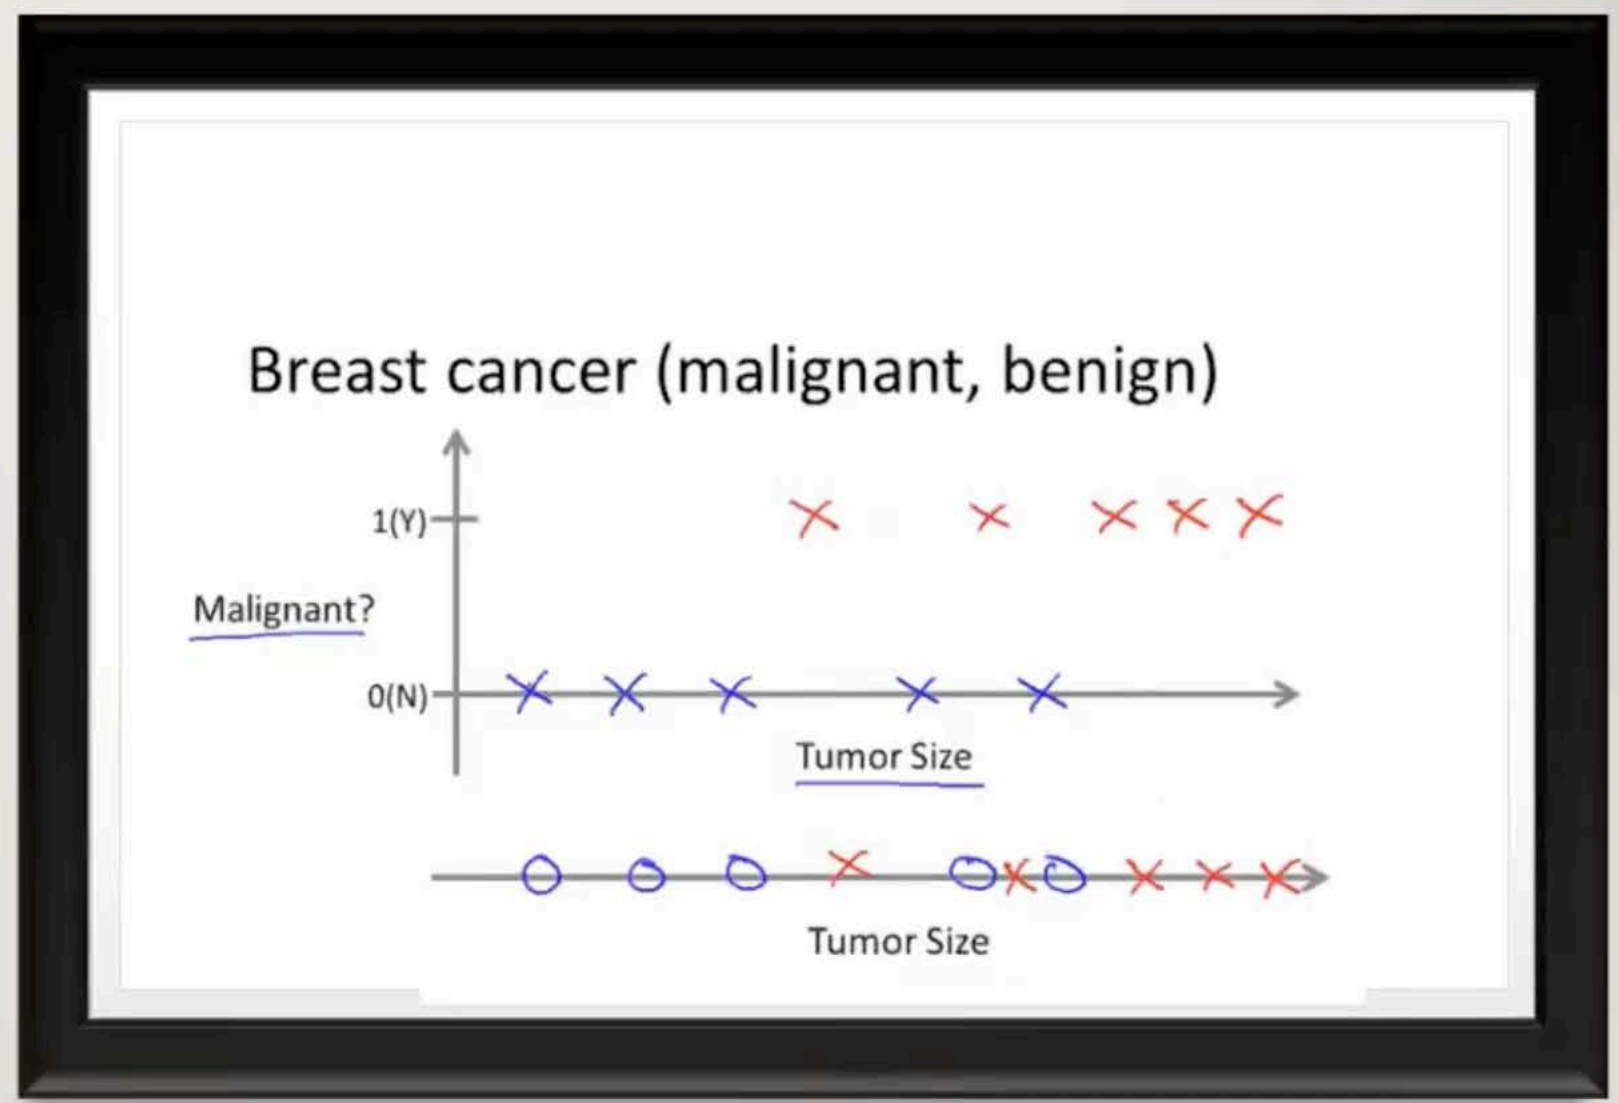 Breast cancer (malignant, benign)
1(Y)
Malignant?
0(N)
Tumor Size
Tumor Size